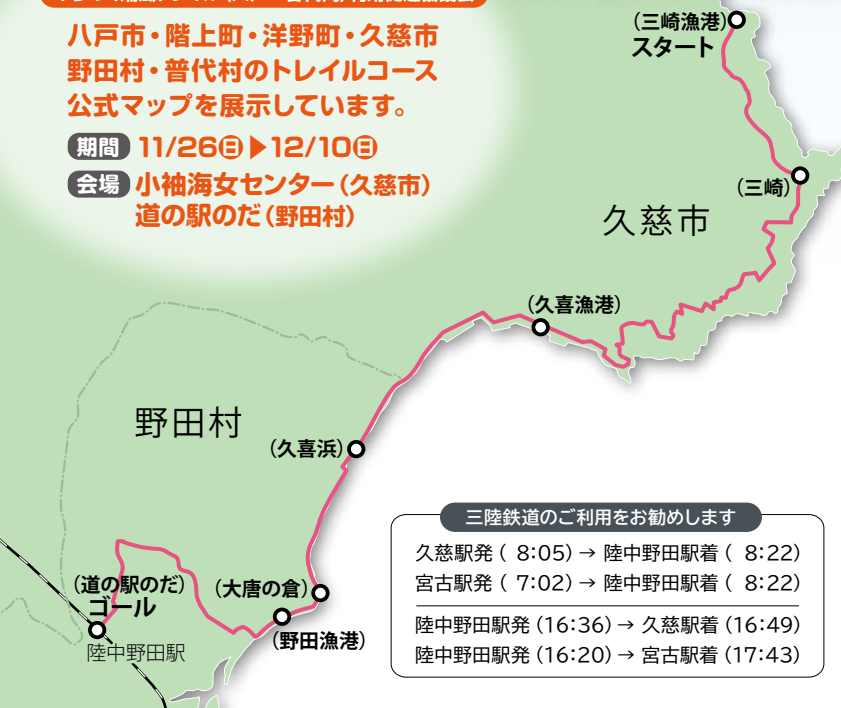 八戸市・階上町・洋野町・久慈市
野田村・普代村のトレイルコース
公式マップを展示しています。
期間 11/26㊐▶12/10㊐
会場 小袖海女センター（久慈市）
道の駅のだ（野田村）
（三崎漁港）
スタート
（三崎）
久慈市
（久喜漁港）
野田村
（久喜浜）
（大唐の倉）
（野田漁港）
（道の駅のだ）
ゴール
陸中野田駅
三陸鉄道のご利用をお勧めします
久慈駅発 ( 8:05) → 陸中野田駅着 ( 8:22)
宮古駅発 ( 7:02) → 陸中野田駅着 ( 8:22)
陸中野田駅発 (16:36) → 久慈駅着 (16:49)
陸中野田駅発 (16:20) → 宮古駅着 (17:43)